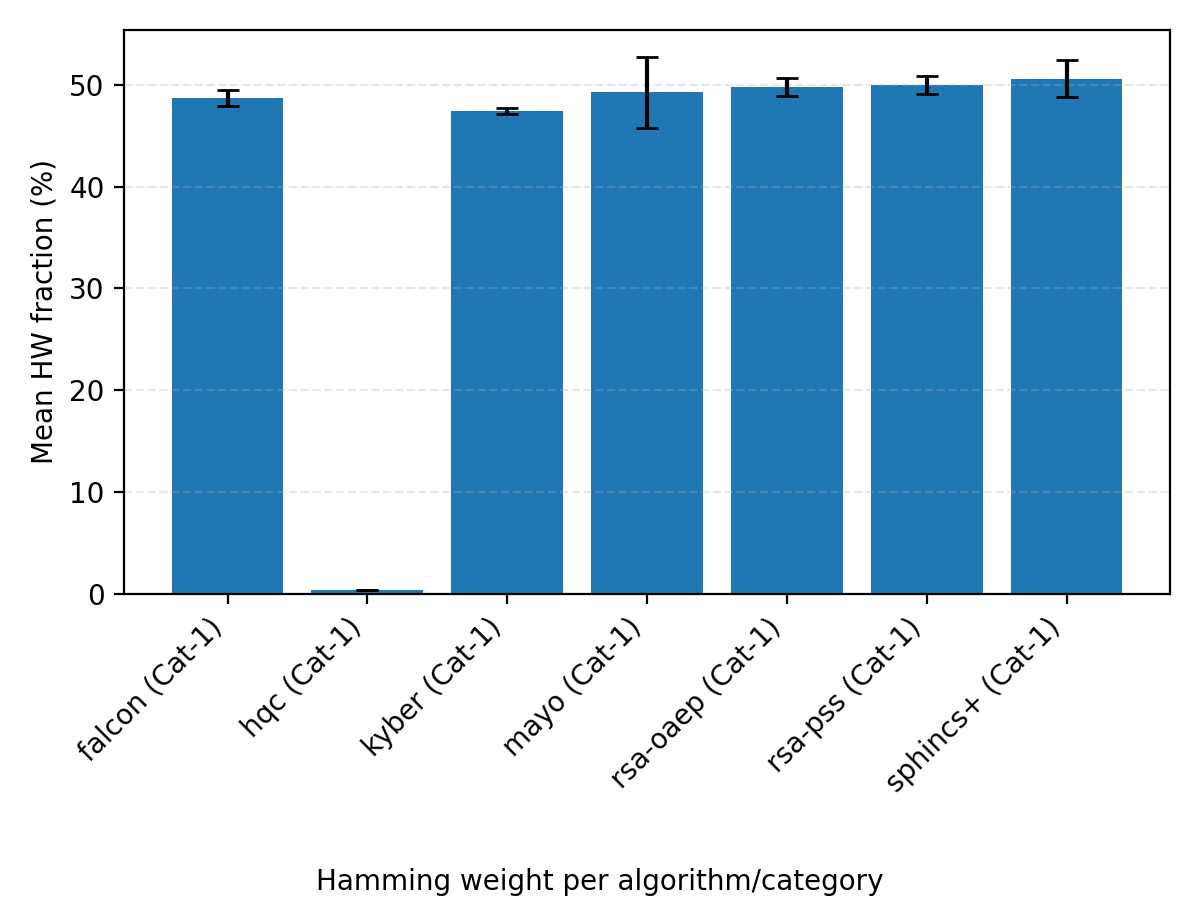 Mean HW fraction (%)
50
40
30
20
10
0
falcon (Cat-1)
hqc (Cat-1)
kyber (Cat-1)
mayo (Cat-1)
rsa-oaep (Cat-1)
rsa-pss (Cat-1)
sphincs+ (Cat-1)
Hamming weight per algorithm/category